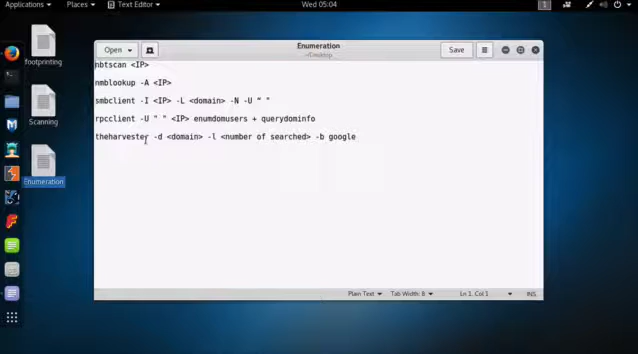 Applications
Places
Text Editor
Wed 05:04
1
Open
Enumeration
~/Desktop
Save
footprinting
Scanning
Enumeration
nbtscan <IP>
nmblookup -A <IP>
smbclient -I <IP> -L <domain> -N -U “ ”
rpcclient -U " " <IP> enumdomusers + querydominfo
theharvester -d <domain> -l <number of searched> -b google
Plain Text
Tab Width: 8
Ln 1, Col 1
INS